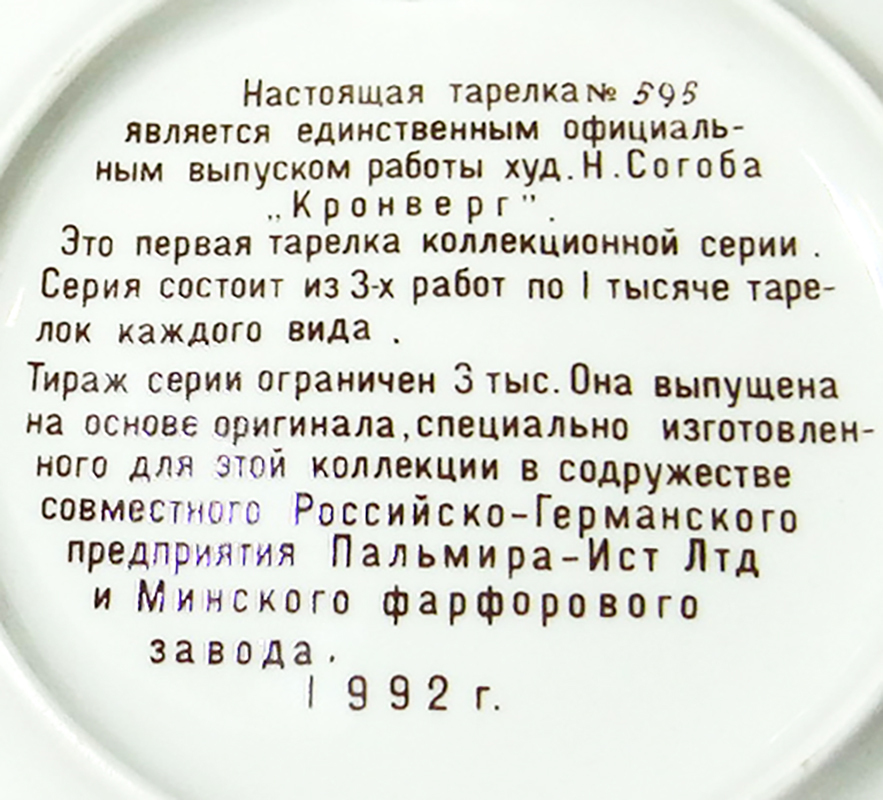 Настоящая тарелка № 595
является единственным официаль-
ным выпуском работы худ. Н. Согоба
„Кронверг”.
Это первая тарелка коллекционной серии.
Серия состоит из 3-х работ по 1 тысяче таре-
лок каждого вида.
Тираж серии ограничен 3 тыс. Она выпущена
на основе оригинала, специально изготовлен-
ного для этой коллекции в содружестве
совместного Российско-Германского
предприятия Пальмира-Ист Лтд
и Минского фарфорового
завода.
1992 г.